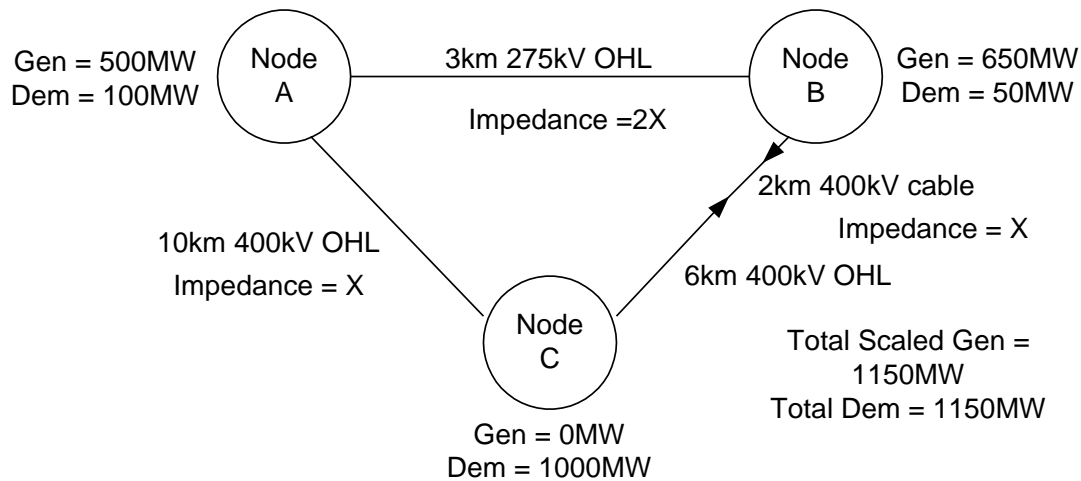 Gen = 500MW
Dem = 100MW
Node
A
3km 275kV OHL
Impedance =2X
Node
B
Gen = 650MW
Dem = 50MW
2km 400kV cable
Impedance = X
10km 400kV OHL
Impedance = X
6km 400kV OHL
Node
C
Total Scaled Gen =
1150MW
Total Dem = 1150MW
Gen = 0MW
Dem = 1000MW